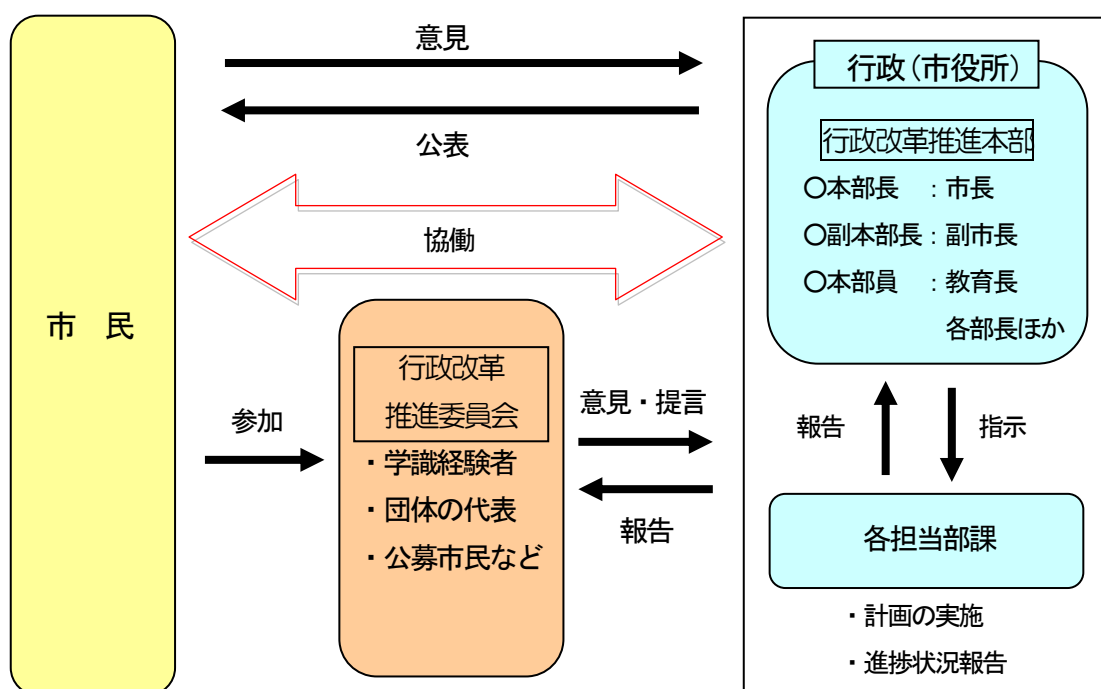 意見
公表
協働
市　民
参加
行政改革
推進委員会
・学識経験者
・団体の代表
・公募市民など
意見・提言
報告
行政(市役所)
行政改革推進本部
○本部長　：市長
○副本部長：副市長
○本部員　：教育長
各部長ほか
報告
指示
各担当部課
・計画の実施
・進捗状況報告